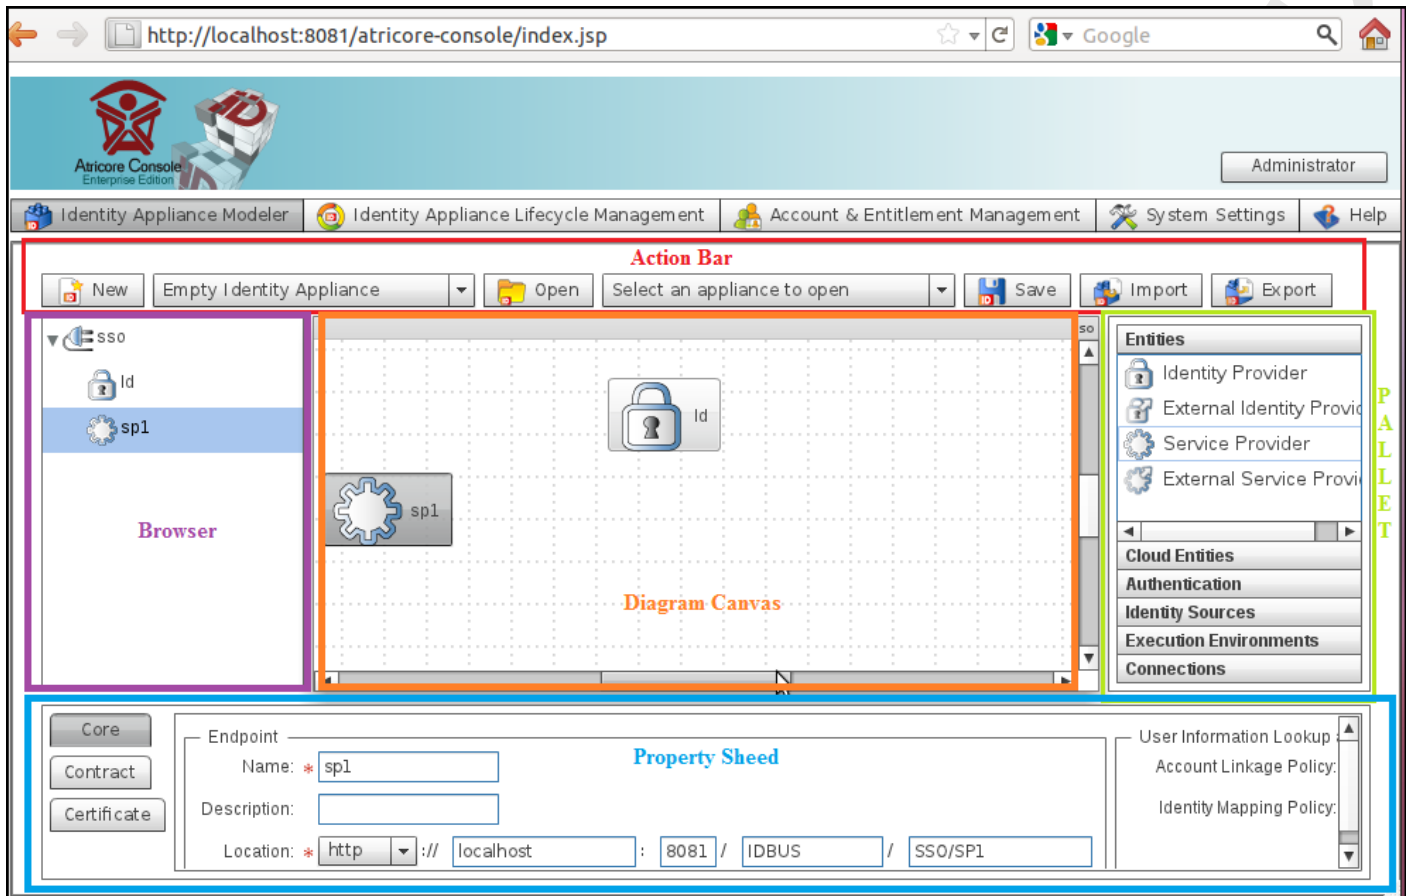 http://localhost:8081/atricore-console/index.jsp
Google
Atricore Console
Enterprise Edition
Administrator
Identity Appliance Modeler
Identity Appliance Lifecycle Management
Account & Entitlement Management
System Settings
Help
Action Bar
New
Empty Identity Appliance
Open
Select an appliance to open
Save
Import
Export
sso
Id
sp1
Browser
so
Id
sp1
Diagram Canvas
Entities
Identity Provider
External Identity Provid
Service Provider
External Service Provi
Cloud Entities
Authentication
Identity Sources
Execution Environments
Connections
PALLET
Core
Contract
Certificate
Property Sheed
Endpoint
Name: * sp1
Description:
Location: * http :// localhost : 8081 / IDBUS / SSO/SP1
User Information Lookup
Account Linkage Policy:
Identity Mapping Policy: